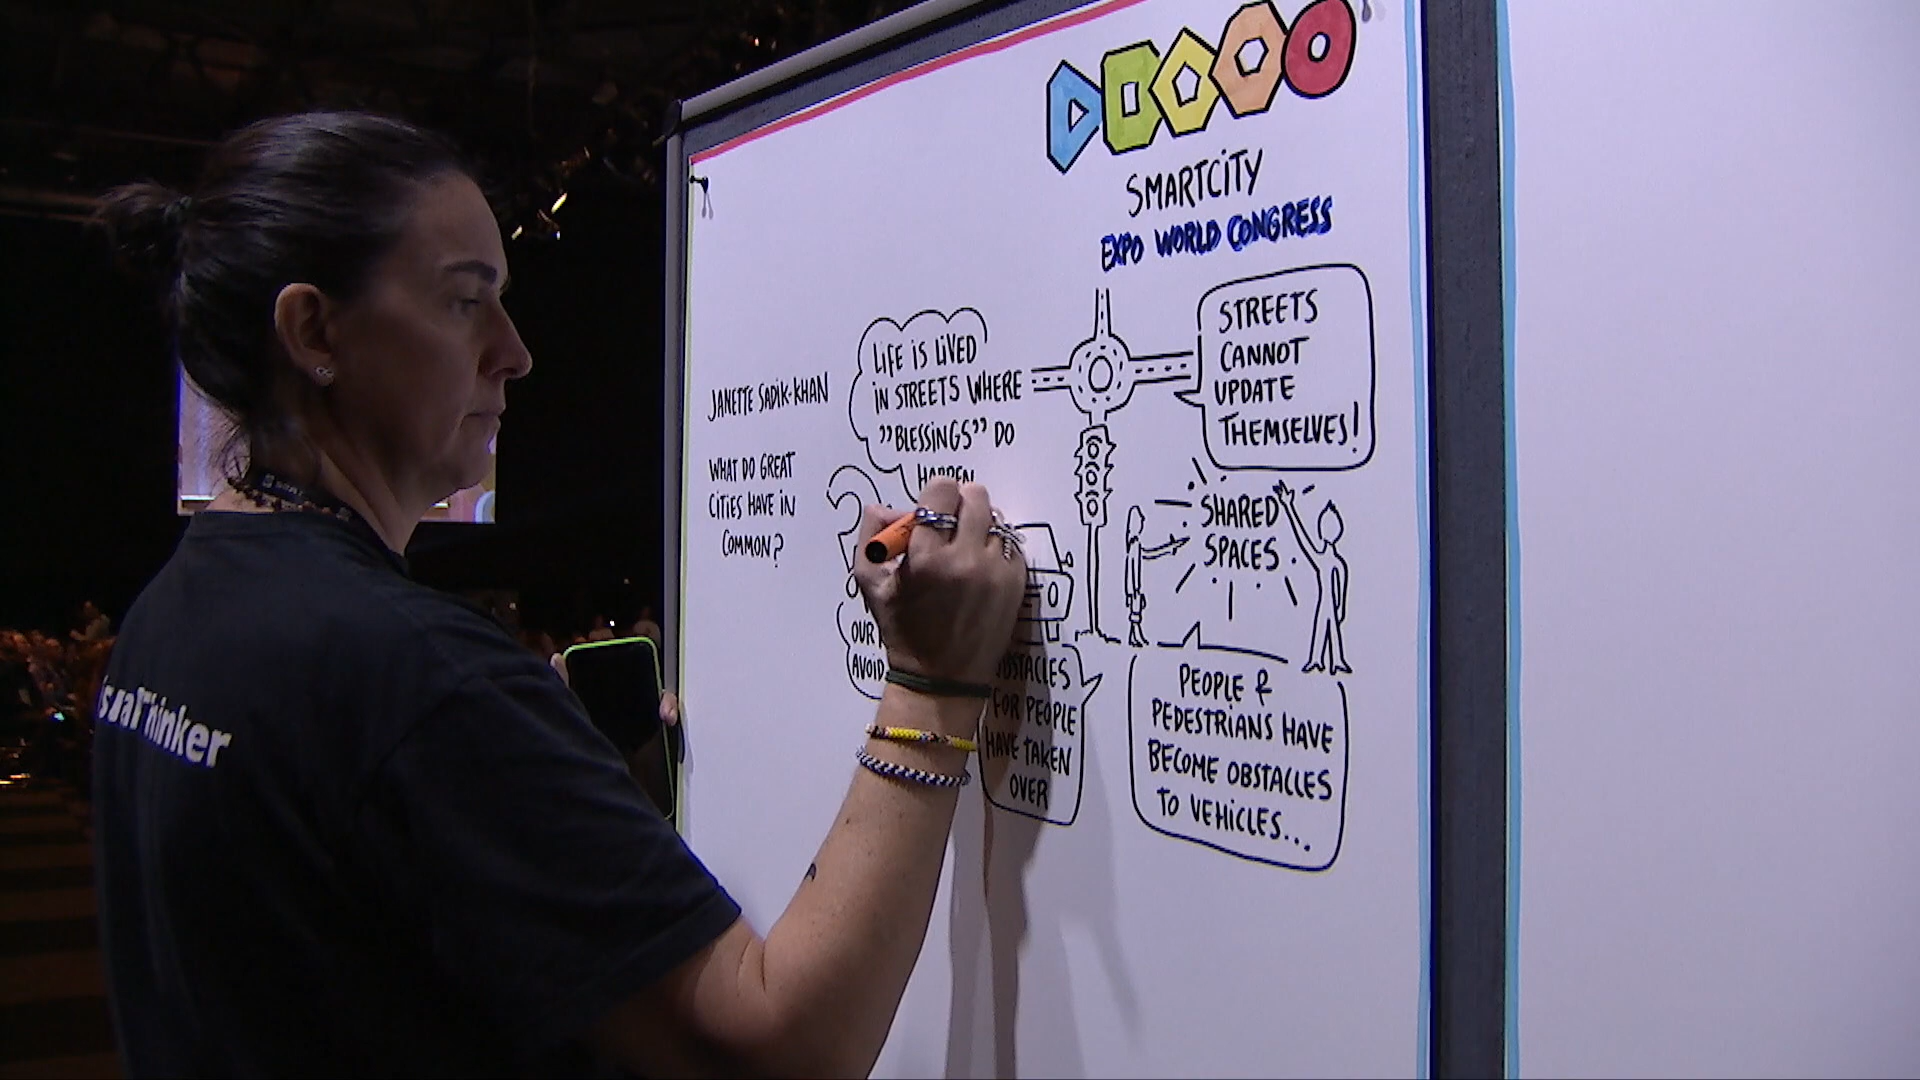 SMARTCITY
EXPO WORLD CONGRESS
JANETTE SADIK-KHAN
WHAT DO GREAT
CITIES HAVE IN
COMMON?
LIFE IS LIVED
IN STREETS WHERE
"BLESSINGS" DO
HAPPEN
STREETS
CANNOT
UPDATE
THEMSELVES!
SHARED
SPACES
OUR
AVOID
OBSTACLES
FOR PEOPLE
HAVE TAKEN
OVER
PEOPLE &
PEDESTRIANS HAVE
BECOME OBSTACLES
TO VEHICLES...